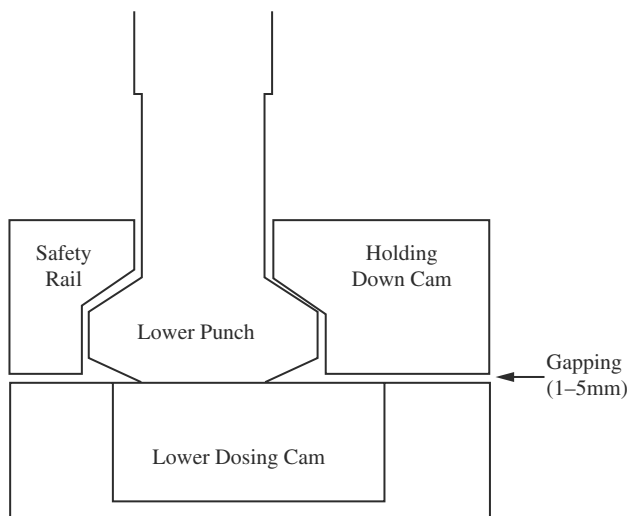 Safety
Rail
Holding
Down Cam
Lower Punch
Gapping
(1–5mm)
Lower Dosing Cam